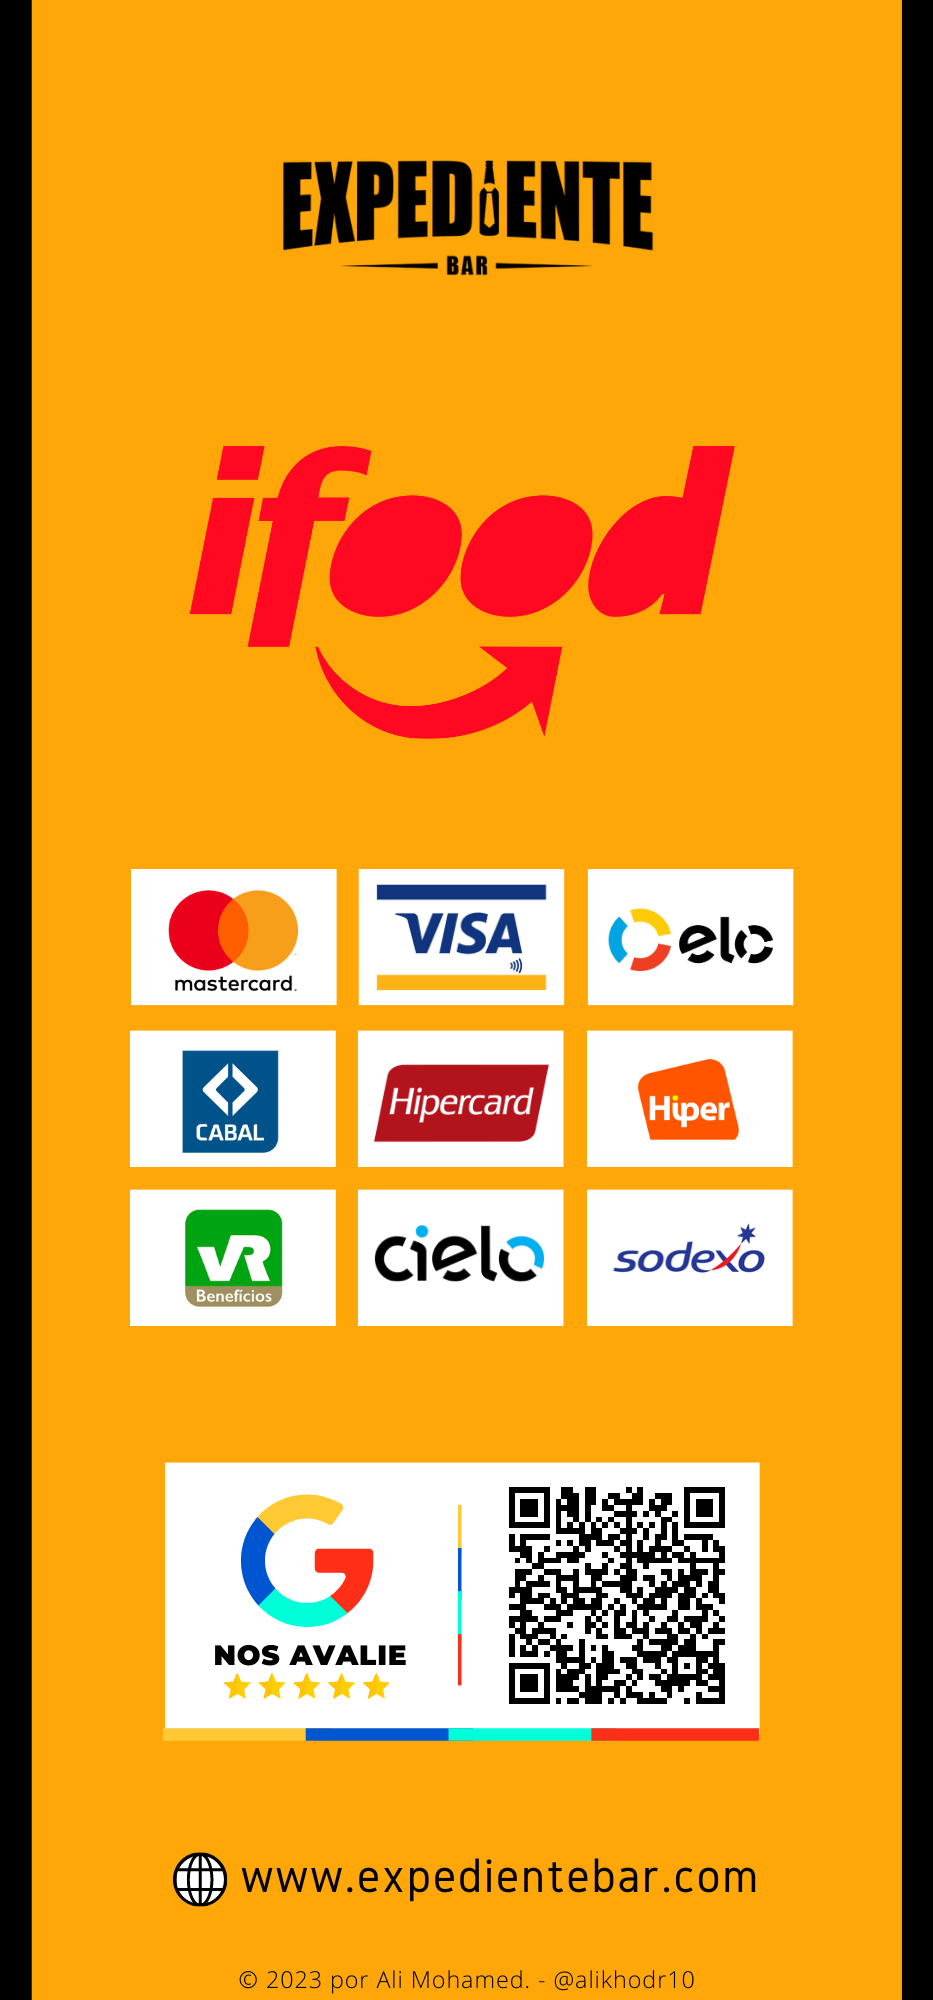 EXPEDIENTE
BAR
ifood
mastercard.
VISA
elo
CABAL
Hipercard
Hiper
VR
Benefícios
cielo
sodexo
G
NOS AVALIE
www.expedientebar.com
© 2023 por Ali Mohamed. - @alikhodr10